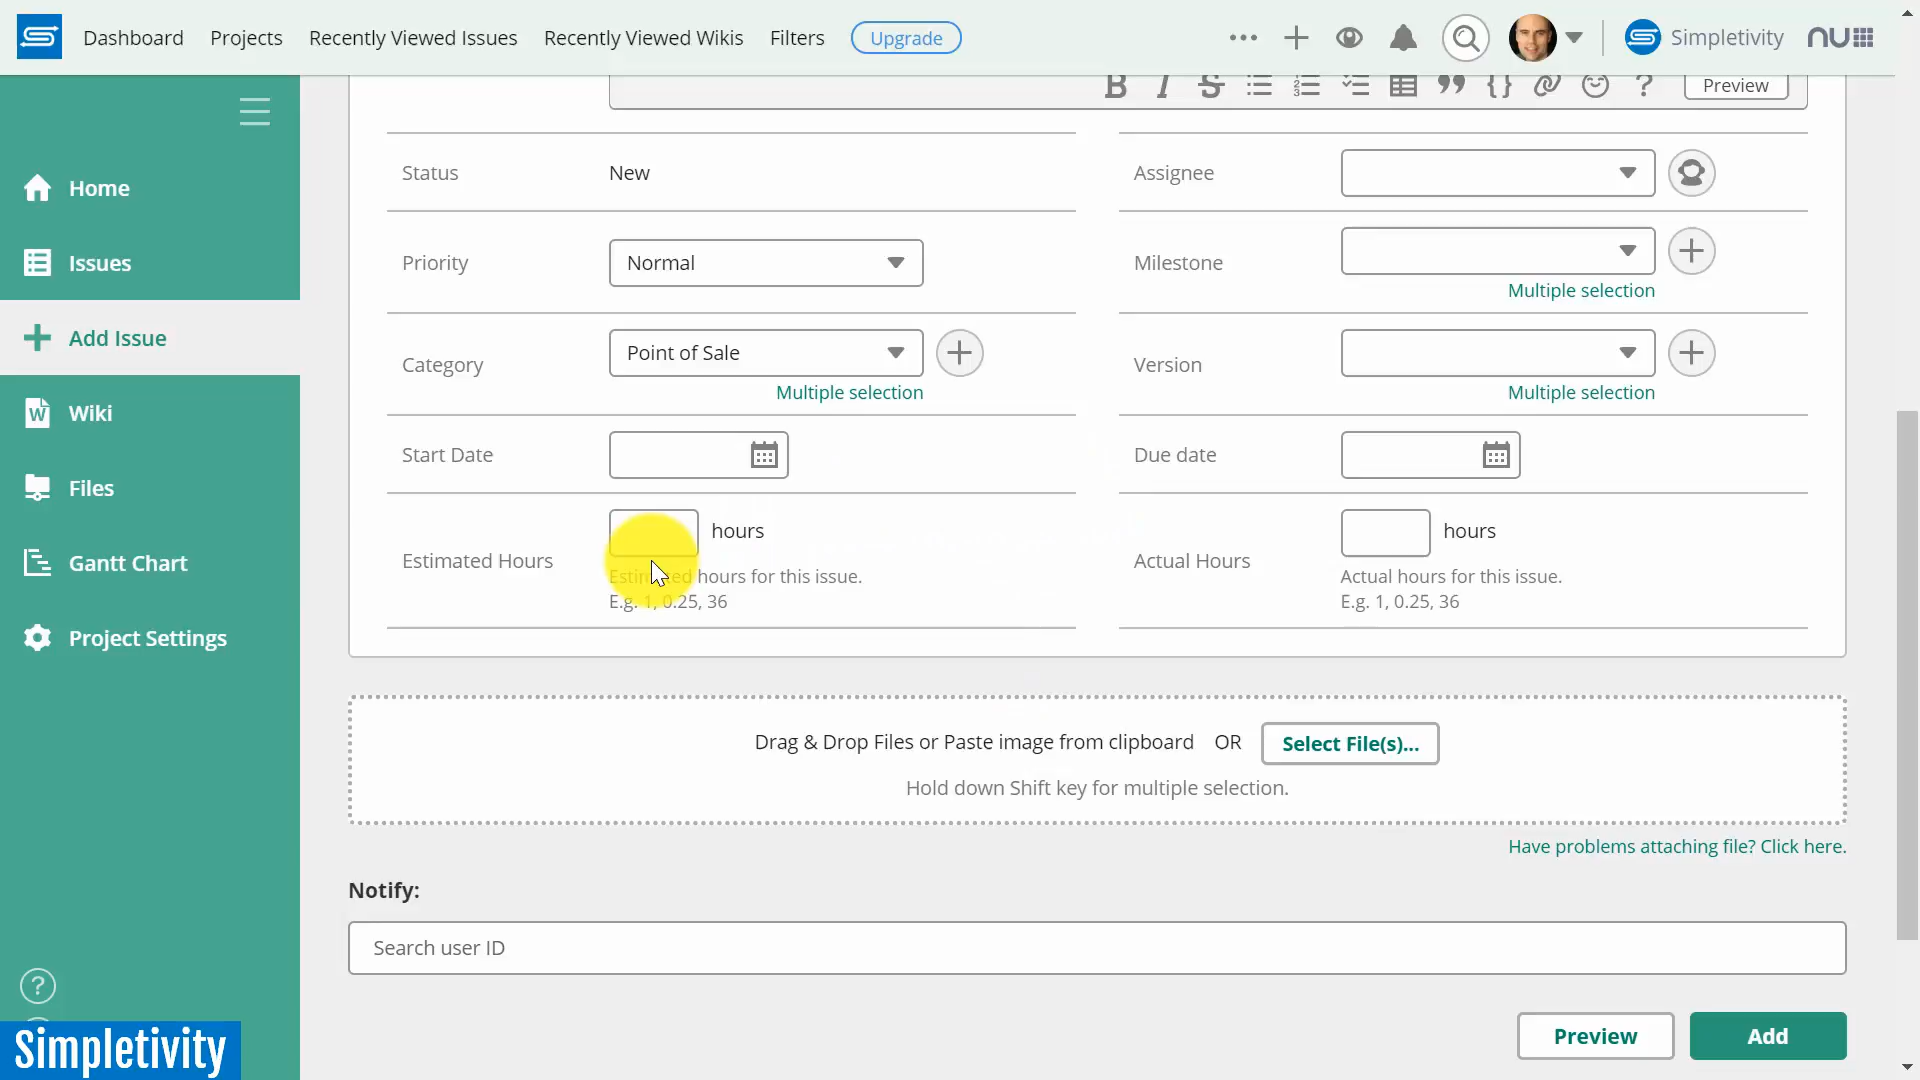 Dashboard Projects Recently Viewed Issues Recently Viewed Wikis Filters Upgrade Simpletivity nu
B I S ? Preview
Home
Issues
Add Issue
Wiki
Files
Gantt Chart
Project Settings
Status New Assignee
Priority Normal Milestone
Multiple selection
Category Point of Sale Version
Multiple selection Multiple selection
Start Date Due date
hours hours
Estimated Hours Actual Hours
Estimated hours for this issue. Actual hours for this issue.
E.g. 1, 0.25, 36 E.g. 1, 0.25, 36
Drag & Drop Files or Paste image from clipboard OR Select File(s)...
Hold down Shift key for multiple selection.
Have problems attaching file? Click here.
Notify:
Search user ID
?
Simpletivity
Preview Add